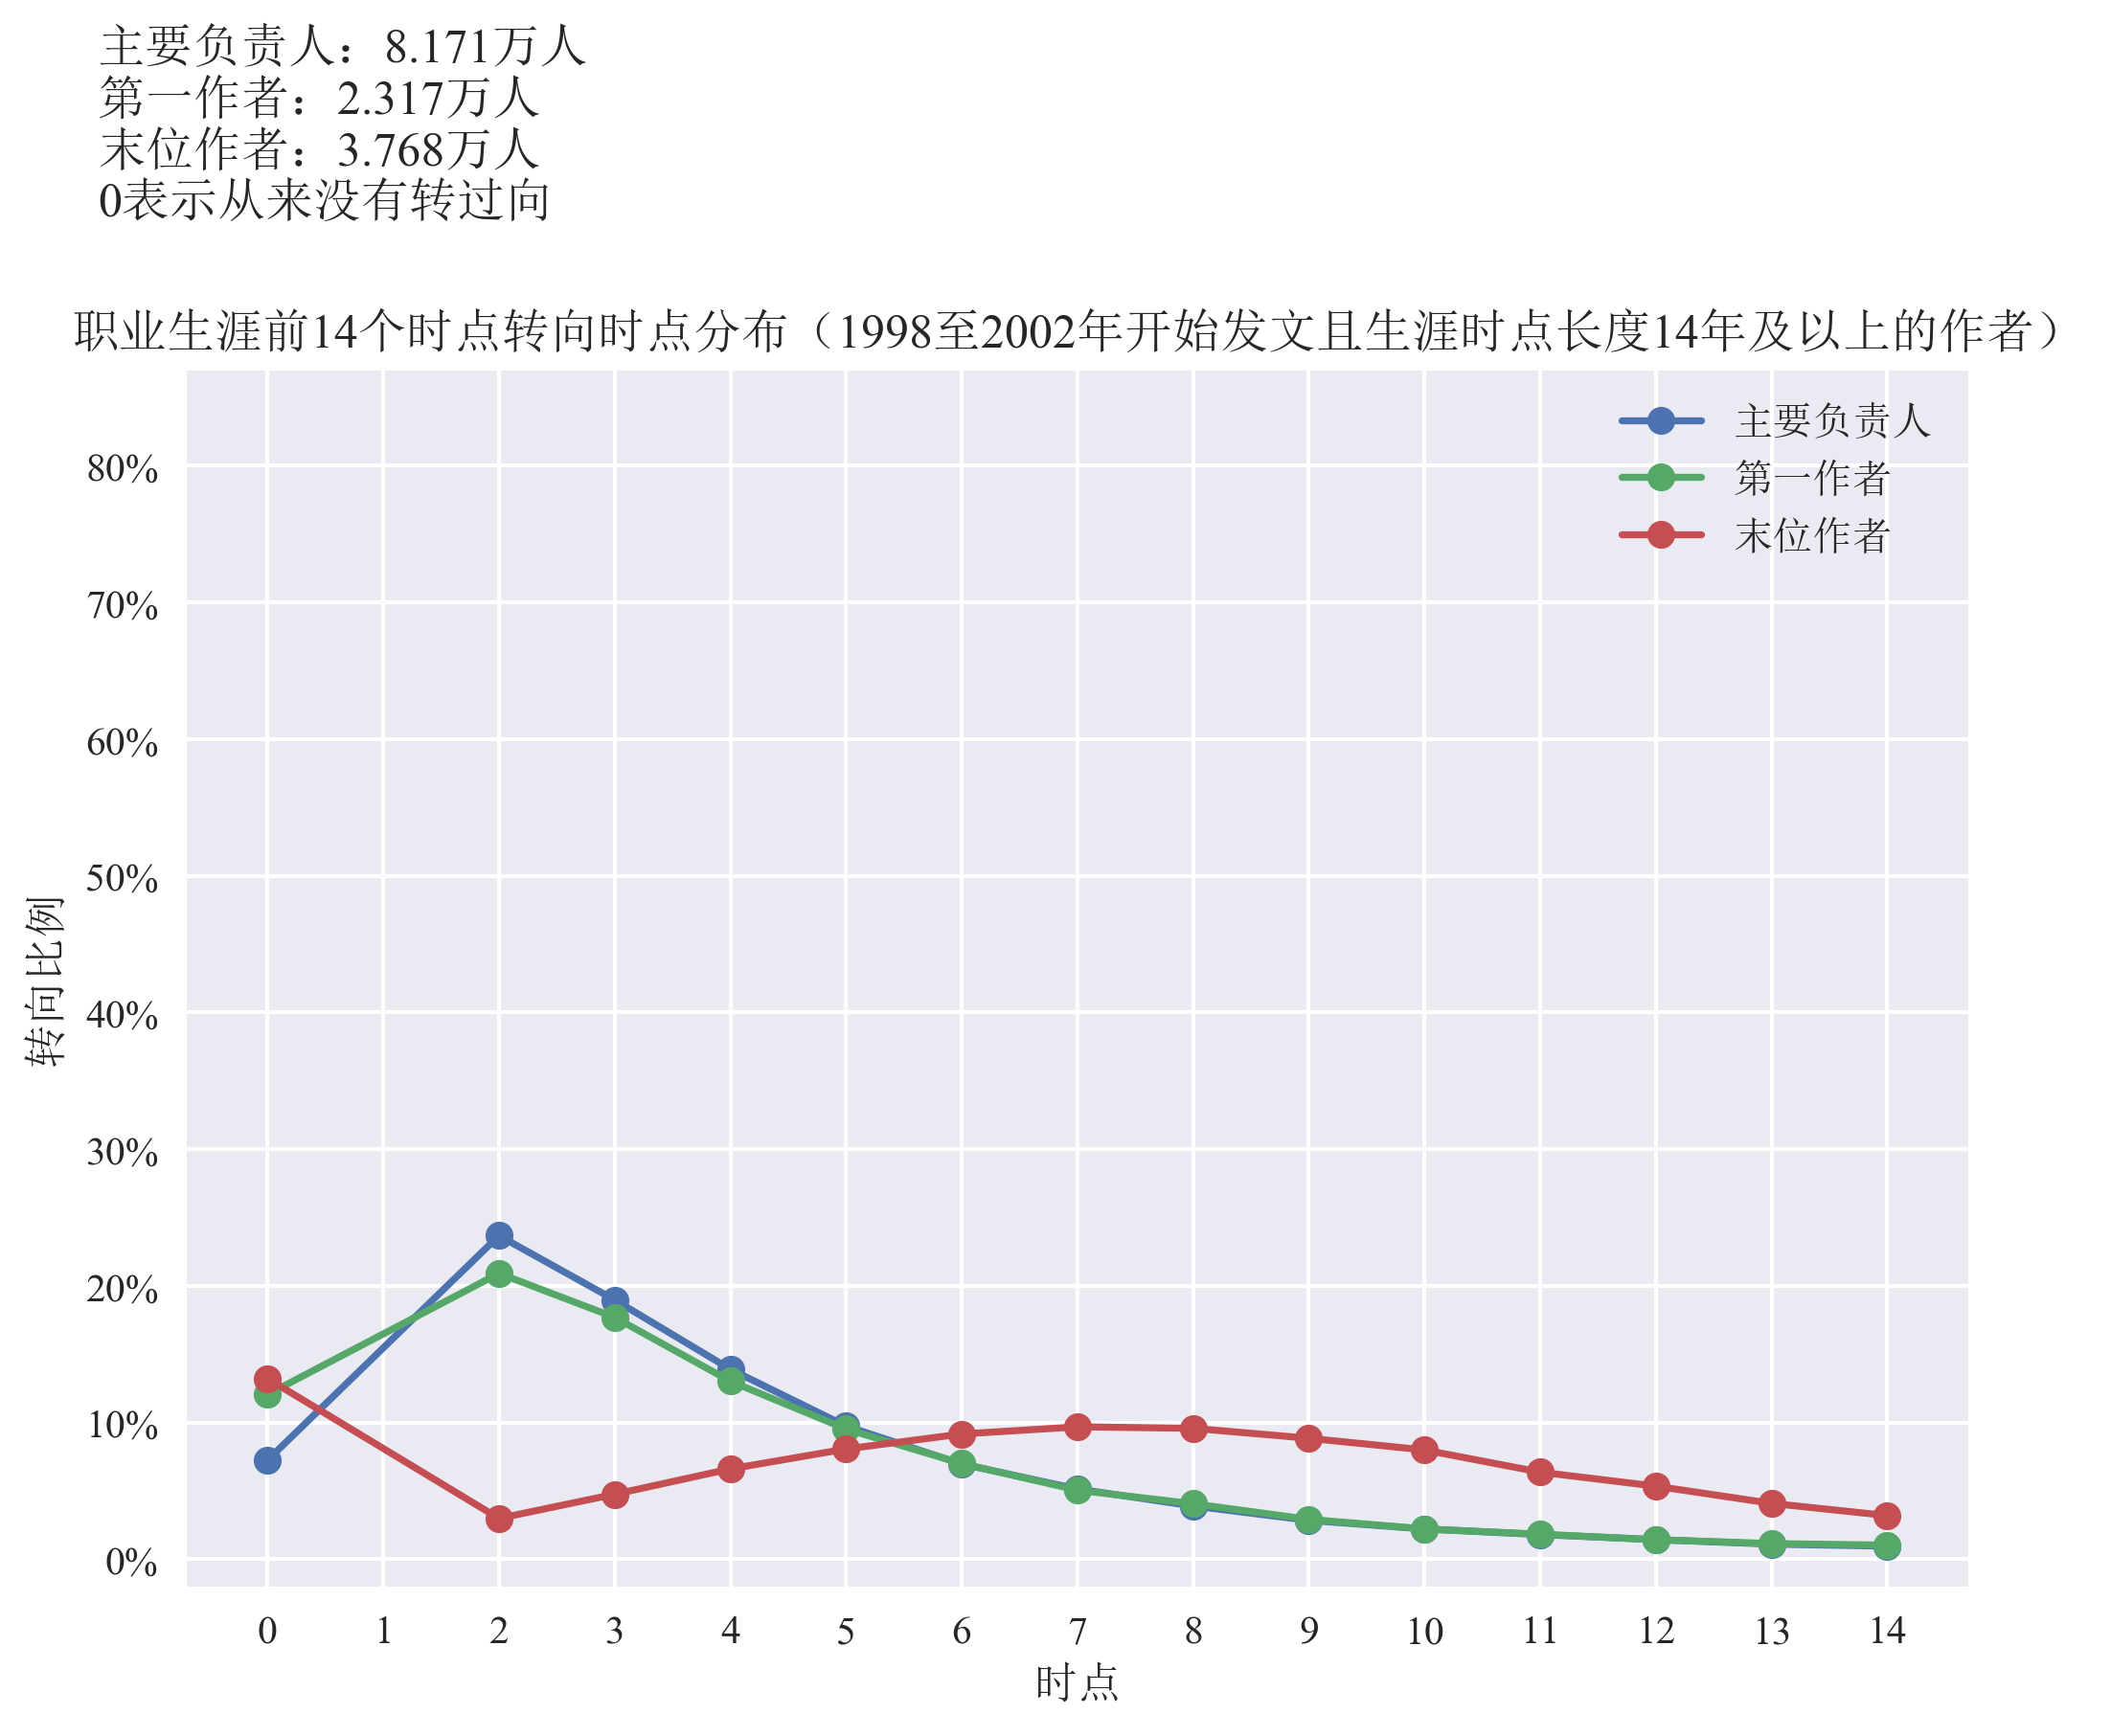 主要负责人：8.171万人
第一作者：2.317万人
末位作者：3.768万人
0表示从来没有转过向
职业生涯前14个时点转向时点分布（1998至2002年开始发文且生涯时点长度14年及以上的作者）
主要负责人
第一作者
末位作者
80%
70%
60%
50%
40%
30%
20%
10%
0%
转向比例
0 1 2 3 4 5 6 7 8 9 10 11 12 13 14
时点